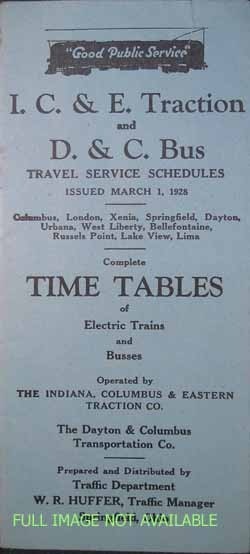 "Good Public Service"
I. C. & E. Traction
and
D. & C. Bus
TRAVEL SERVICE SCHEDULES
ISSUED MARCH 1, 1928
Columbus, London, Xenia, Springfield, Dayton,
Urbana, West Liberty, Bellefontaine,
Russels Point, Lake View, Lima
Complete
TIME TABLES
of
Electric Trains
and
Busses
Operated by
THE INDIANA, COLUMBUS & EASTERN
TRACTION CO.
The Dayton & Columbus
Transportation Co.
Prepared and Distributed by
Traffic Department
W. R. HUFFER, Traffic Manager
FULL IMAGE NOT AVAILABLE
Springfield,